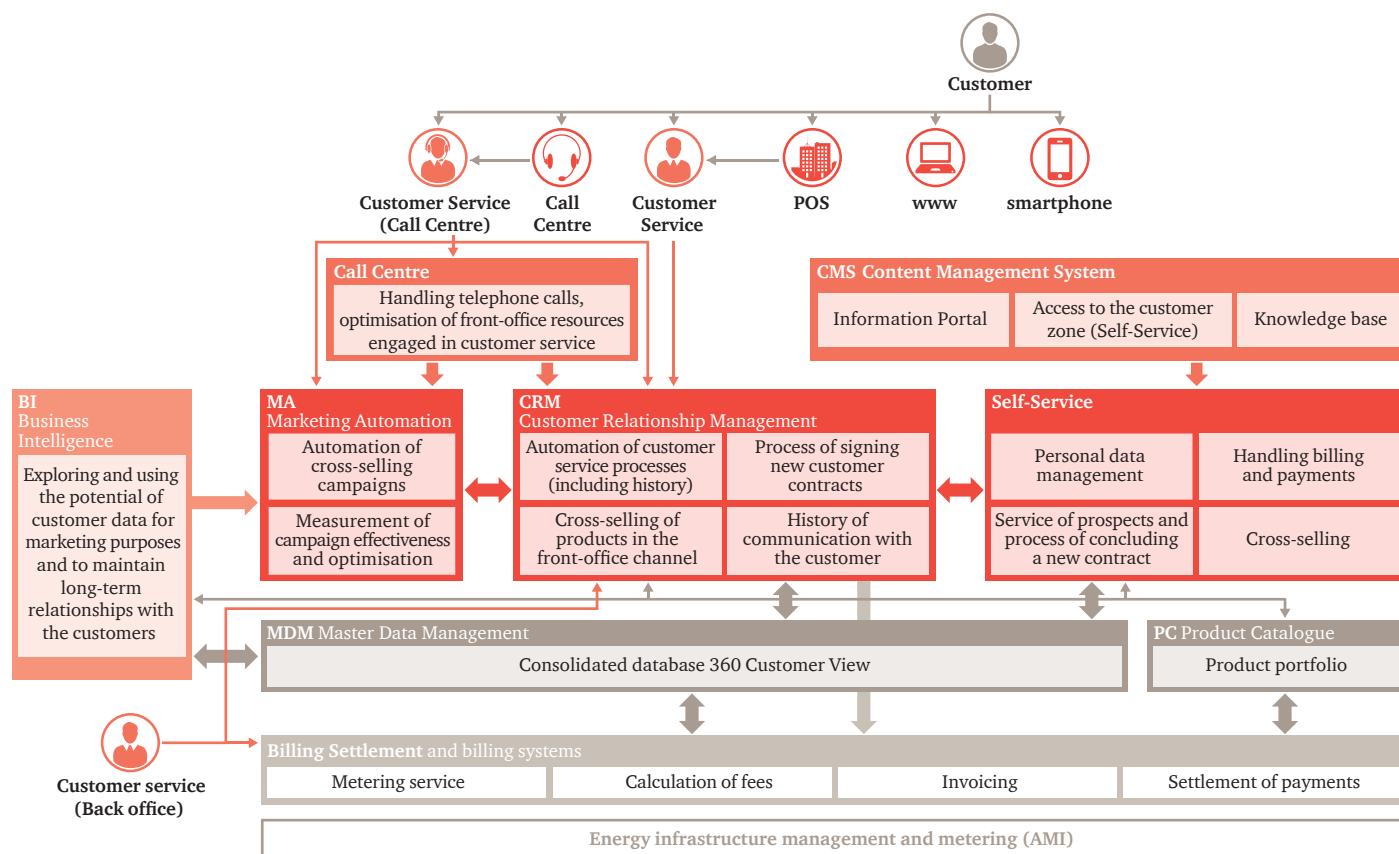 Customer
Customer Service
(Call Centre)
Call
Centre
Customer
Service
POS
www
smartphone
Call Centre
Handling telephone calls,
optimisation of front-office resources
engaged in customer service
CMS Content Management System
Information Portal
Access to the customer
zone (Self-Service)
Knowledge base
BI
Business
Intelligence
Exploring and using
the potential of
customer data for
marketing purposes
and to maintain
long-term
relationships with
the customers
MA
Marketing Automation
Automation of
cross-selling
campaigns
Measurement of
campaign effectiveness
and optimisation
CRM
Customer Relationship Management
Automation of customer
service processes
(including history)
Process of signing
new customer
contracts
Cross-selling of
products in the
front-office channel
History of
communication with
the customer
Self-Service
Personal data
management
Handling billing
and payments
Service of prospects and
process of concluding
a new contract
Cross-selling
MDM Master Data Management
Consolidated database 360 Customer View
PC Product Catalogue
Product portfolio
Customer service
(Back office)
Billing Settlement and billing systems
Metering service
Calculation of fees
Invoicing
Settlement of payments
Energy infrastructure management and metering (AMI)